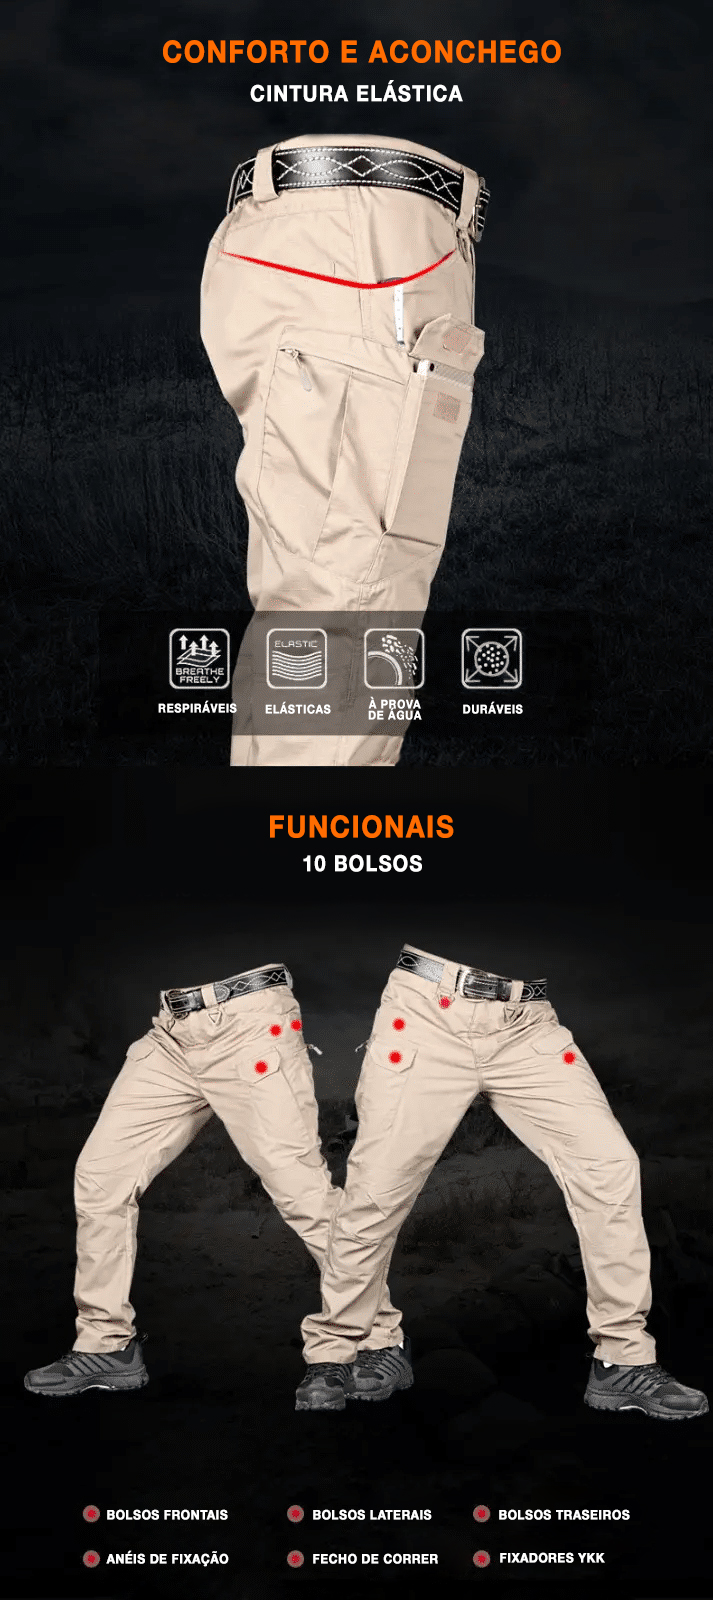 CONFORTO E ACONCHEGO
CINTURA ELÁSTICA
BREATHE
FREELY
ELASTIC
RESPIRÁVEIS
ELÁSTICAS
À PROVA
DE ÁGUA
DURÁVEIS
FUNCIONAIS
10 BOLSOS
BOLSOS FRONTAIS
BOLSOS LATERAIS
BOLSOS TRASEIROS
ANÉIS DE FIXAÇÃO
FECHO DE CORRER
FIXADORES YKK